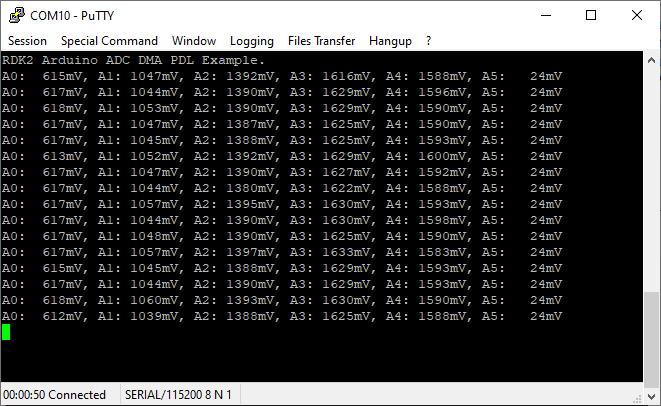 COM10 - PuTTY
Session Special Command Window Logging Files Transfer Hangup ?
RDK2 Arduino ADC DMA PDL Example.
A0:  615mV, A1: 1047mV, A2: 1392mV, A3: 1616mV, A4: 1588mV, A5:   24mV
A0:  617mV, A1: 1044mV, A2: 1390mV, A3: 1629mV, A4: 1596mV, A5:   24mV
A0:  618mV, A1: 1053mV, A2: 1390mV, A3: 1629mV, A4: 1590mV, A5:   24mV
A0:  617mV, A1: 1047mV, A2: 1387mV, A3: 1625mV, A4: 1590mV, A5:   24mV
A0:  617mV, A1: 1045mV, A2: 1388mV, A3: 1625mV, A4: 1593mV, A5:   24mV
A0:  613mV, A1: 1052mV, A2: 1392mV, A3: 1629mV, A4: 1600mV, A5:   24mV
A0:  617mV, A1: 1047mV, A2: 1390mV, A3: 1627mV, A4: 1592mV, A5:   24mV
A0:  617mV, A1: 1044mV, A2: 1380mV, A3: 1622mV, A4: 1588mV, A5:   24mV
A0:  617mV, A1: 1057mV, A2: 1395mV, A3: 1630mV, A4: 1593mV, A5:   24mV
A0:  617mV, A1: 1044mV, A2: 1390mV, A3: 1630mV, A4: 1598mV, A5:   24mV
A0:  617mV, A1: 1048mV, A2: 1390mV, A3: 1625mV, A4: 1590mV, A5:   24mV
A0:  617mV, A1: 1057mV, A2: 1397mV, A3: 1633mV, A4: 1583mV, A5:   24mV
A0:  615mV, A1: 1045mV, A2: 1388mV, A3: 1629mV, A4: 1593mV, A5:   24mV
A0:  617mV, A1: 1044mV, A2: 1390mV, A3: 1629mV, A4: 1593mV, A5:   24mV
A0:  618mV, A1: 1060mV, A2: 1393mV, A3: 1630mV, A4: 1590mV, A5:   24mV
A0:  612mV, A1: 1039mV, A2: 1388mV, A3: 1625mV, A4: 1588mV, A5:   24mV
00:00:50 Connected SERIAL/115200 8 N 1